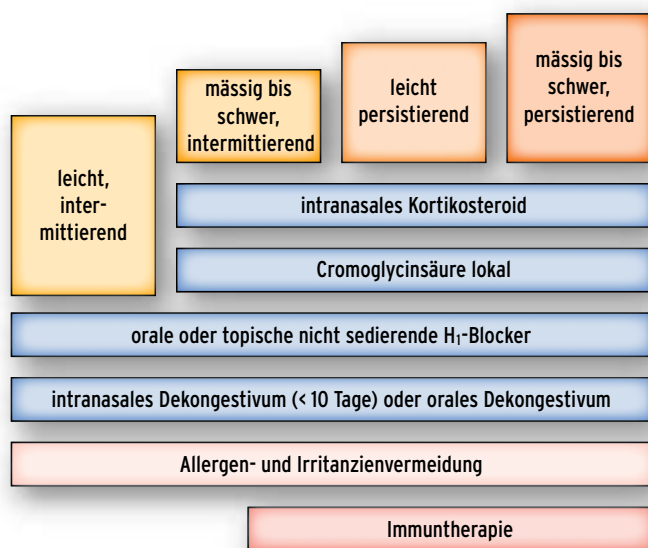 leicht,
inter-
mittierend
mässig bis
schwer,
intermittierend
leicht
persistierend
mässig bis
schwer,
persistierend
intranasales Kortikosteroid
Cromoglycinsäure lokal
orale oder topische nicht sedierende H₁-Blocker
intranasales Dekongestivum (< 10 Tage) oder orales Dekongestivum
Allergen- und Irritanzienvermeidung
Immuntherapie